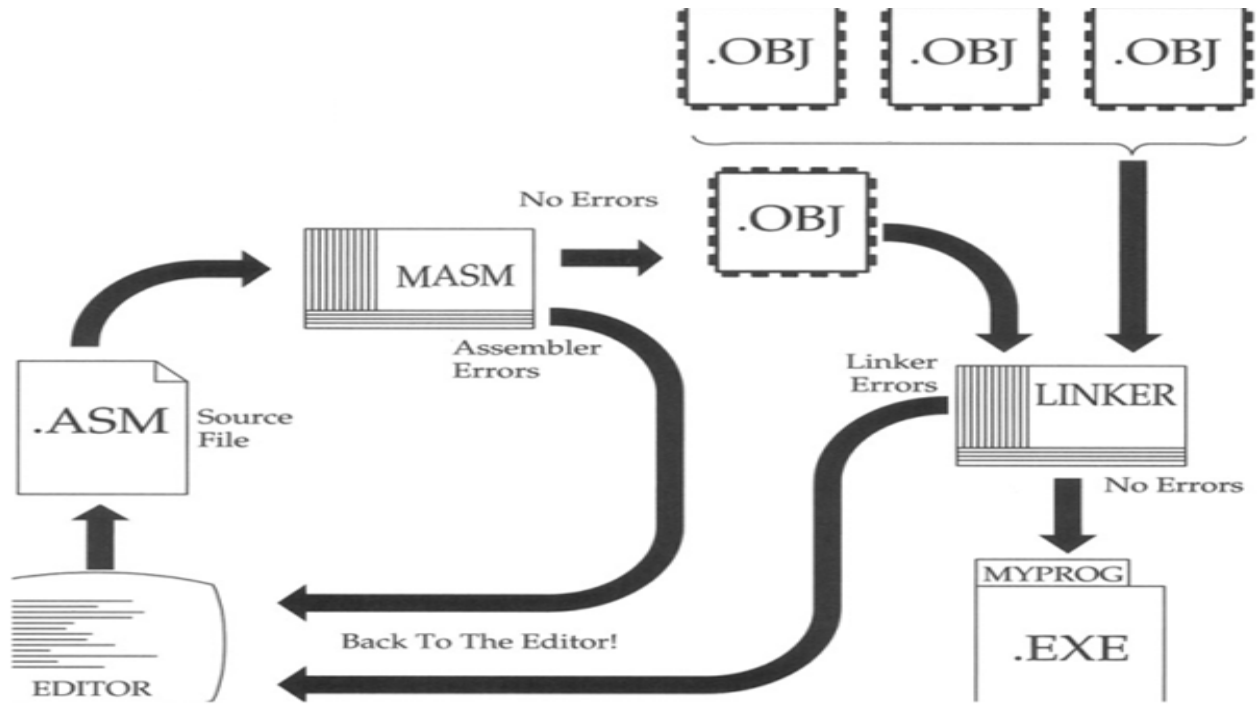 .OBJ
.OBJ
.OBJ
No Errors
.OBJ
MASM
Assembler
Errors
Linker
Errors
LINKER
.ASM
Source
File
No Errors
MYPROG
Back To The Editor!
.EXE
EDITOR